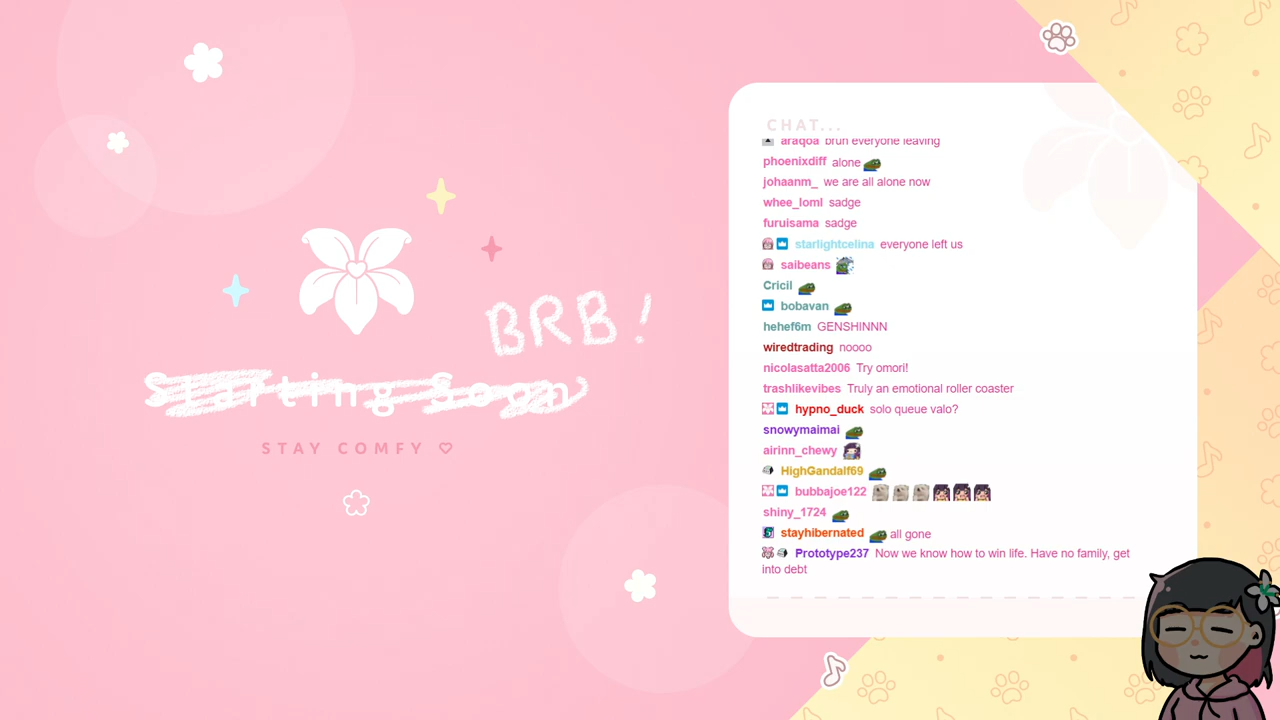 BRB!
Starting Soon
STAY COMFY
CHAT...
araqoa bruh everyone leaving
phoenixdiff alone
johaanm_ we are all alone now
whee_loml sadge
furuisama sadge
starlightcelina everyone left us
saibeans
Cricil
bobavan
hehef6m GENSHINNN
wiredtrading noooo
nicolasatta2006 Try omori!
trashlikevibes Truly an emotional roller coaster
hypno_duck solo queue valo?
snowymaimai
airinn_chewy
HighGandalf69
bubbajoe122
shiny_1724
stayhibernated all gone
Prototype237 Now we know how to win life. Have no family, get
into debt